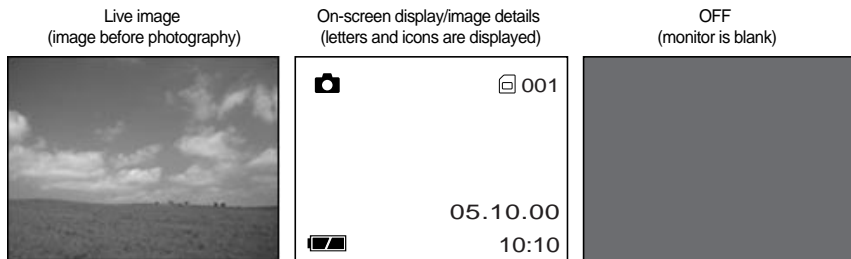 Live image
(image before photography)
On-screen display/image details
(letters and icons are displayed)
OFF
(monitor is blank)
001
05.10.00
10:10